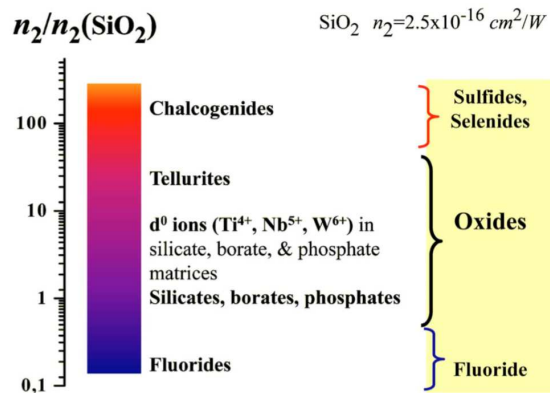 n₂/n₂(SiO₂)
SiO₂ n₂=2.5x10⁻¹⁶ cm²/W
100
10
1
0,1
Chalcogenides
Tellurites
d⁰ ions (Ti⁴⁺, Nb⁵⁺, W⁶⁺) in
silicate, borate, & phosphate
matrices
Silicates, borates, phosphates
Fluorides
Sulfides,
Selenides
Oxides
Fluoride